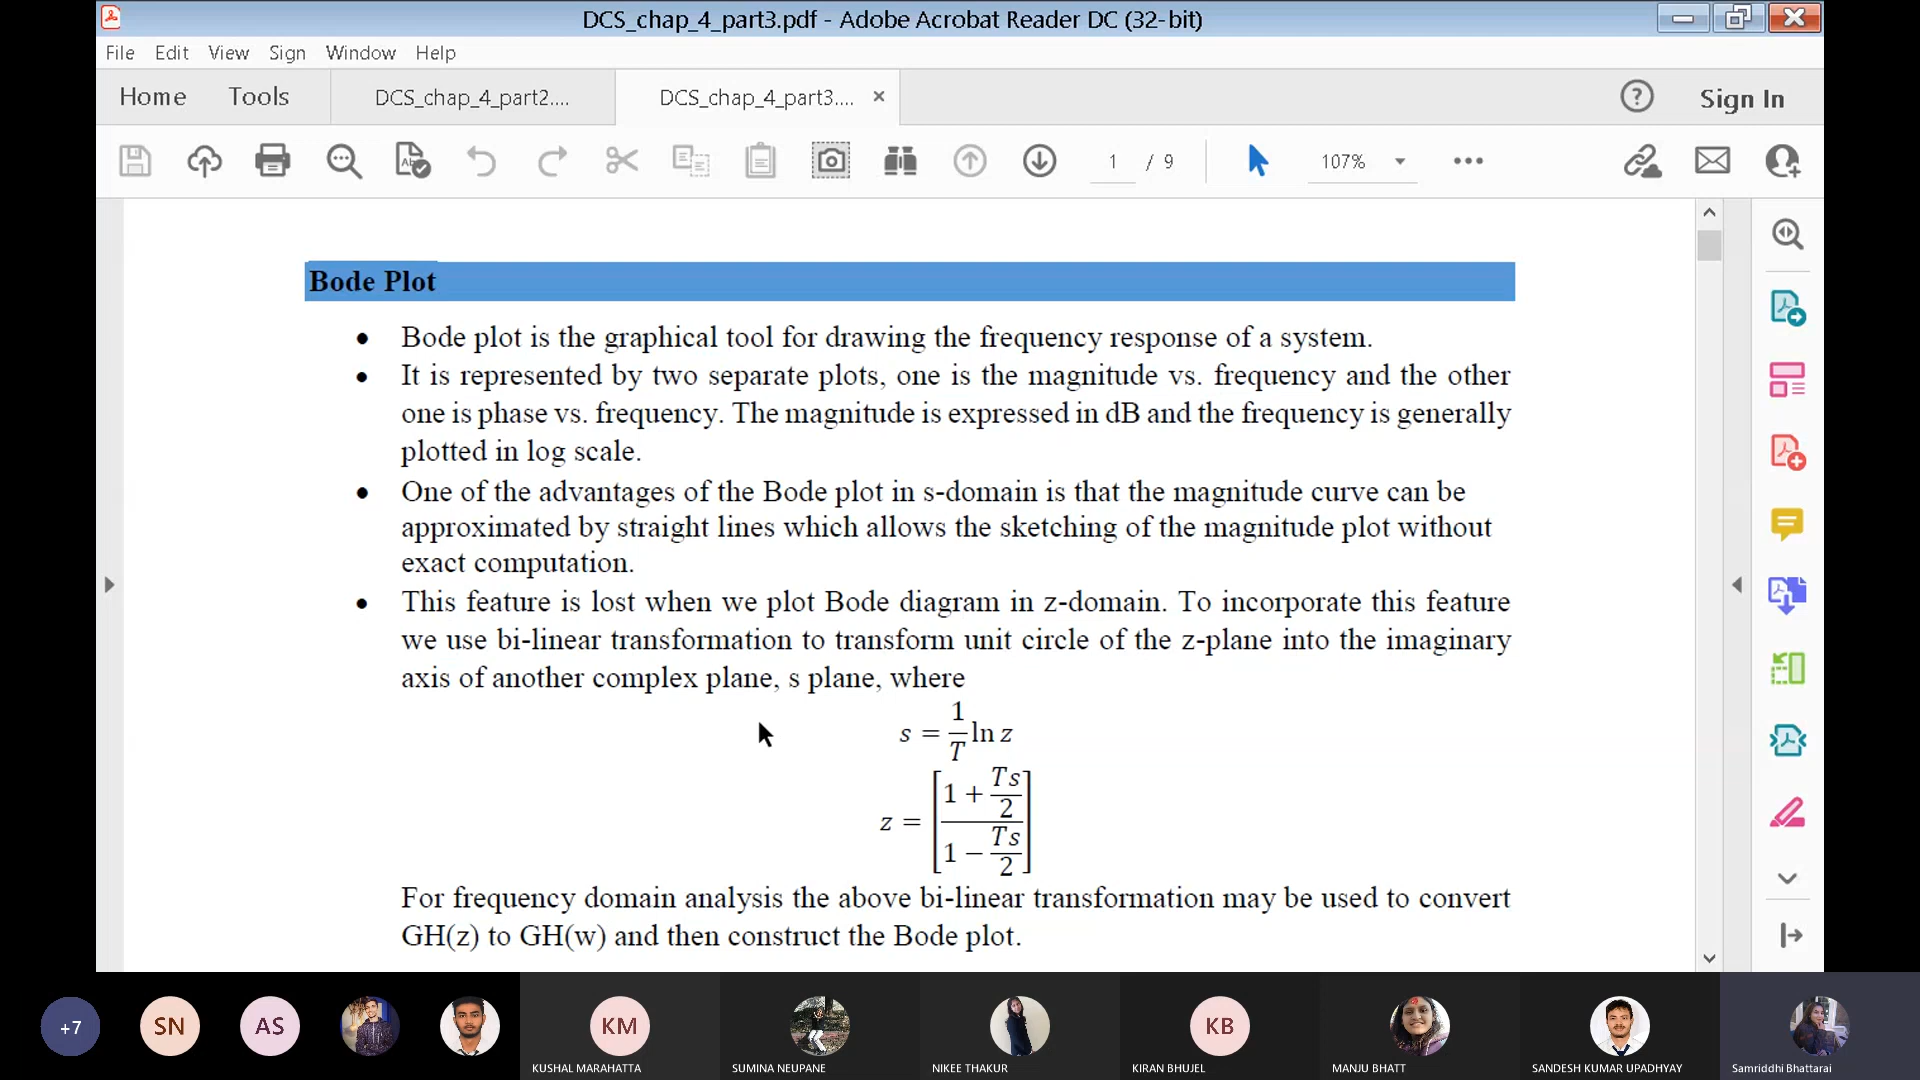 DCS_chap_4_part3.pdf - Adobe Acrobat Reader DC (32-bit)
File Edit View Sign Window Help
Home Tools DCS_chap_4_part2.... DCS_chap_4_part3.... × ? Sign In
1 / 9 107%
Bode Plot
• Bode plot is the graphical tool for drawing the frequency response of a system.
• It is represented by two separate plots, one is the magnitude vs. frequency and the other
one is phase vs. frequency. The magnitude is expressed in dB and the frequency is generally
plotted in log scale.
• One of the advantages of the Bode plot in s-domain is that the magnitude curve can be
approximated by straight lines which allows the sketching of the magnitude plot without
exact computation.
• This feature is lost when we plot Bode diagram in z-domain. To incorporate this feature
we use bi-linear transformation to transform unit circle of the z-plane into the imaginary
axis of another complex plane, s plane, where
s = 1/T ln z
z = [(1 + Ts/2)/(1 − Ts/2)]
For frequency domain analysis the above bi-linear transformation may be used to convert
GH(z) to GH(w) and then construct the Bode plot.
+7 SN AS KM KB
KUSHAL MARAHATTA SUMINA NEUPANE NIKEE THAKUR KIRAN BHUJEL MANJU BHATT SANDESH KUMAR UPADHYAY Samriddhi Bhattarai